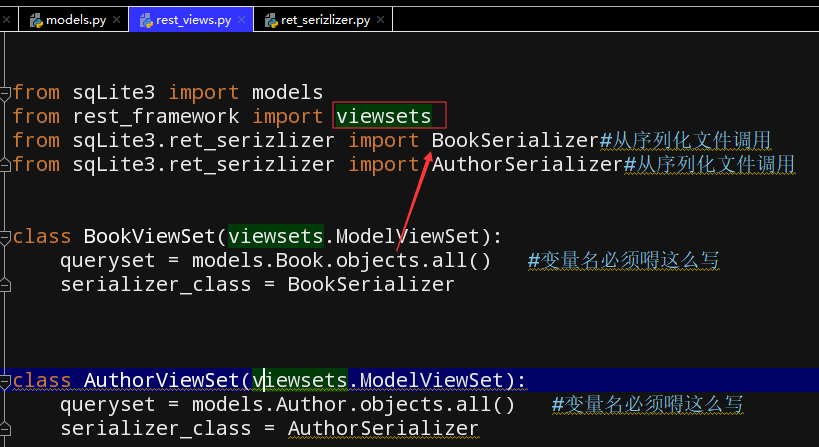 models.py
rest_views.py
ret_serizlizer.py
from sqLite3 import models
from rest_framework import viewsets
from sqLite3.ret_serizlizer import BookSerializer#从序列化文件调用
from sqLite3.ret_serizlizer import AuthorSerializer#从序列化文件调用
class BookViewSet(viewsets.ModelViewSet):
queryset = models.Book.objects.all() #变量名必须嘚这么写
serializer_class = BookSerializer
class AuthorViewSet(viewsets.ModelViewSet):
queryset = models.Author.objects.all() #变量名必须嘚这么写
serializer_class = AuthorSerializer